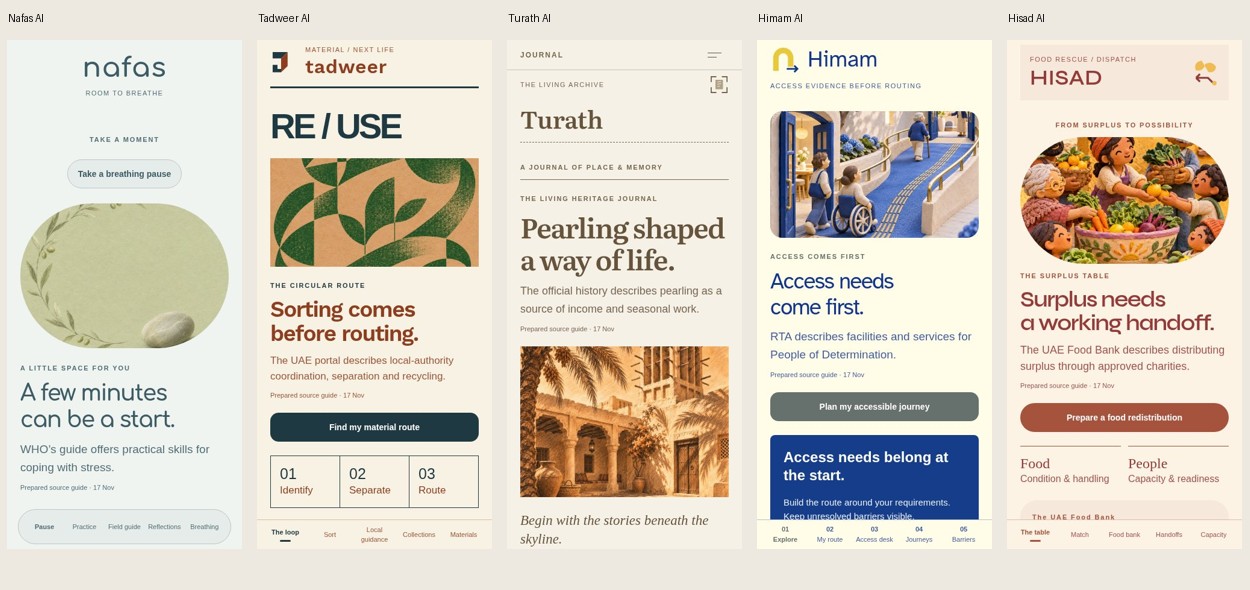 Nafas AI
nafas
ROOM TO BREATHE
TAKE A MOMENT
Take a breathing pause
A LITTLE SPACE FOR YOU
A few minutes
can be a start.
WHO's guide offers practical skills for
coping with stress.
Prepared source guide · 17 Nov
Pause Practice Field guide Reflections Breathing
Tadweer AI
MATERIAL / NEXT LIFE
tadweer
RE / USE
THE CIRCULAR ROUTE
Sorting comes
before routing.
The UAE portal describes local-authority
coordination, separation and recycling.
Prepared source guide · 17 Nov
Find my material route
01 02 03
Identify Separate Route
The loop Sort Local guidance Collections Materials
Turath AI
JOURNAL
THE LIVING ARCHIVE
Turath
A JOURNAL OF PLACE & MEMORY
THE LIVING HERITAGE JOURNAL
Pearling shaped
a way of life.
The official history describes pearling as a
source of income and seasonal work.
Prepared source guide · 17 Nov
Begin with the stories beneath the
skyline.
Himam AI
Himam
ACCESS EVIDENCE BEFORE ROUTING
ACCESS COMES FIRST
Access needs
come first.
RTA describes facilities and services for
People of Determination.
Prepared source guide · 17 Nov
Plan my accessible journey
Access needs belong at
the start.
Build the route around your requirements.
Keep unresolved barriers visible.
01 02 03 04 05
Explore My route Access desk Journeys Barriers
Hisad AI
FOOD RESCUE / DISPATCH
HISAD
FROM SURPLUS TO POSSIBILITY
THE SURPLUS TABLE
Surplus needs
a working handoff.
The UAE Food Bank describes distributing
surplus through approved charities.
Prepared source guide · 17 Nov
Prepare a food redistribution
Food People
Condition & handling Capacity & readiness
The UAE Food Bank
The table Match Food bank Handoffs Capacity